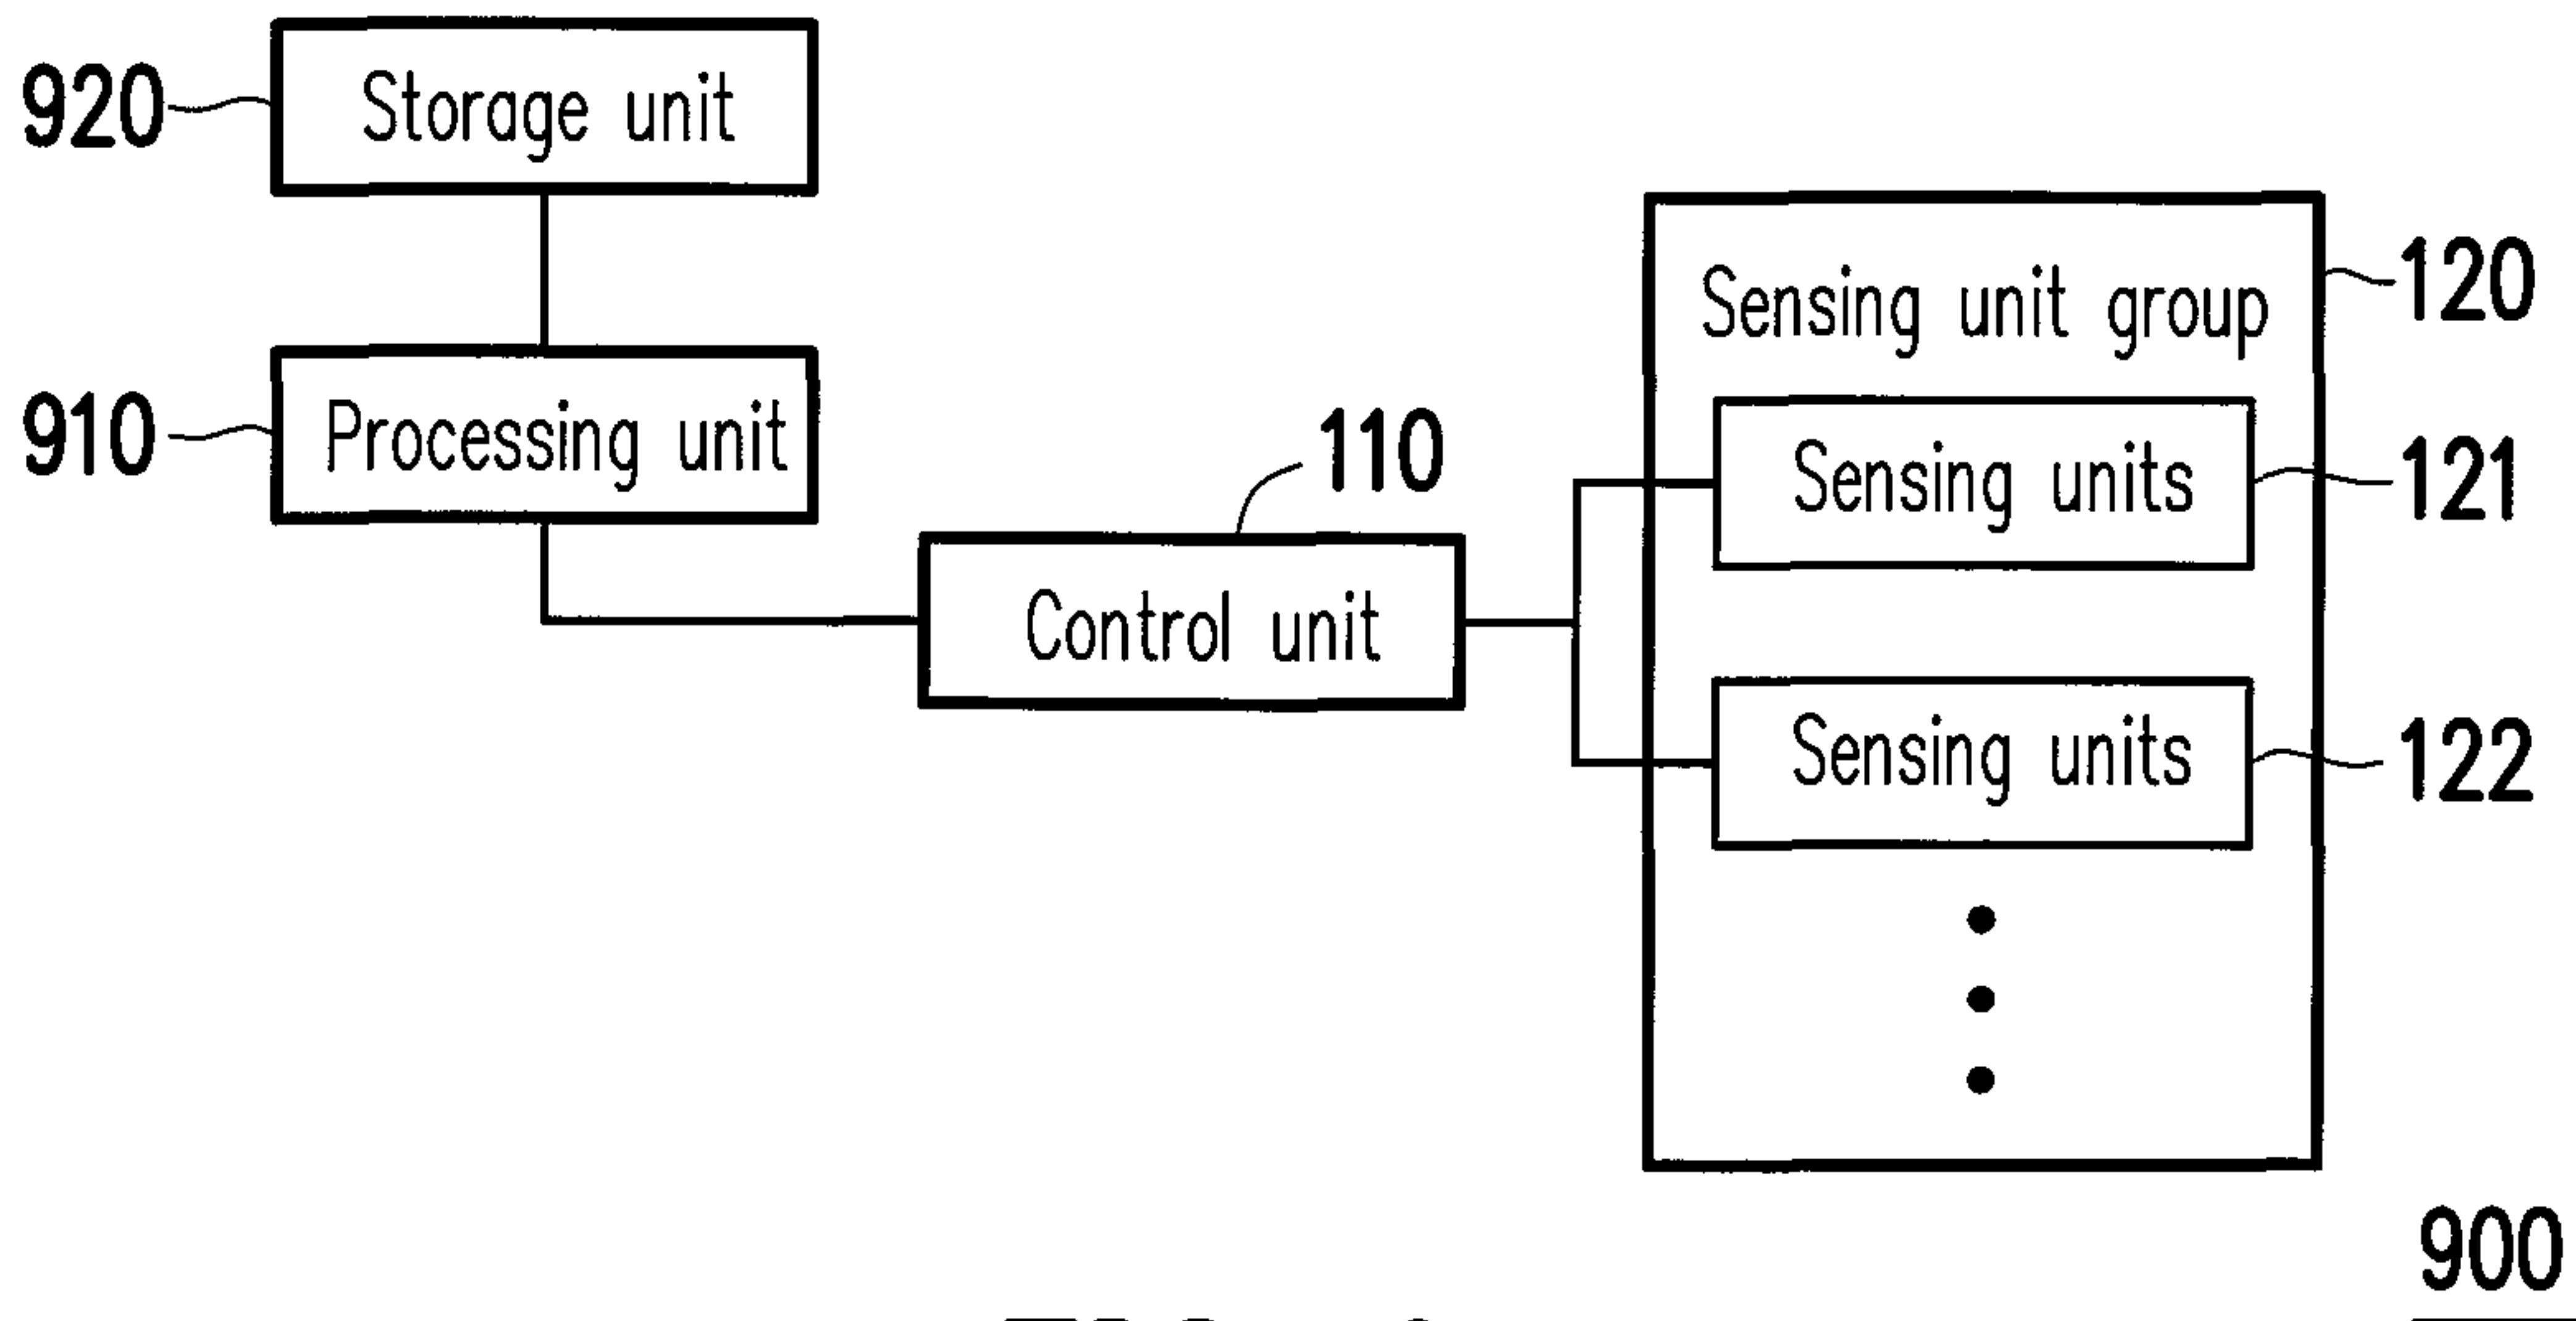 920
Storage unit
910
Processing unit
110
Control unit
Sensing unit group
120
Sensing units
121
Sensing units
122
900